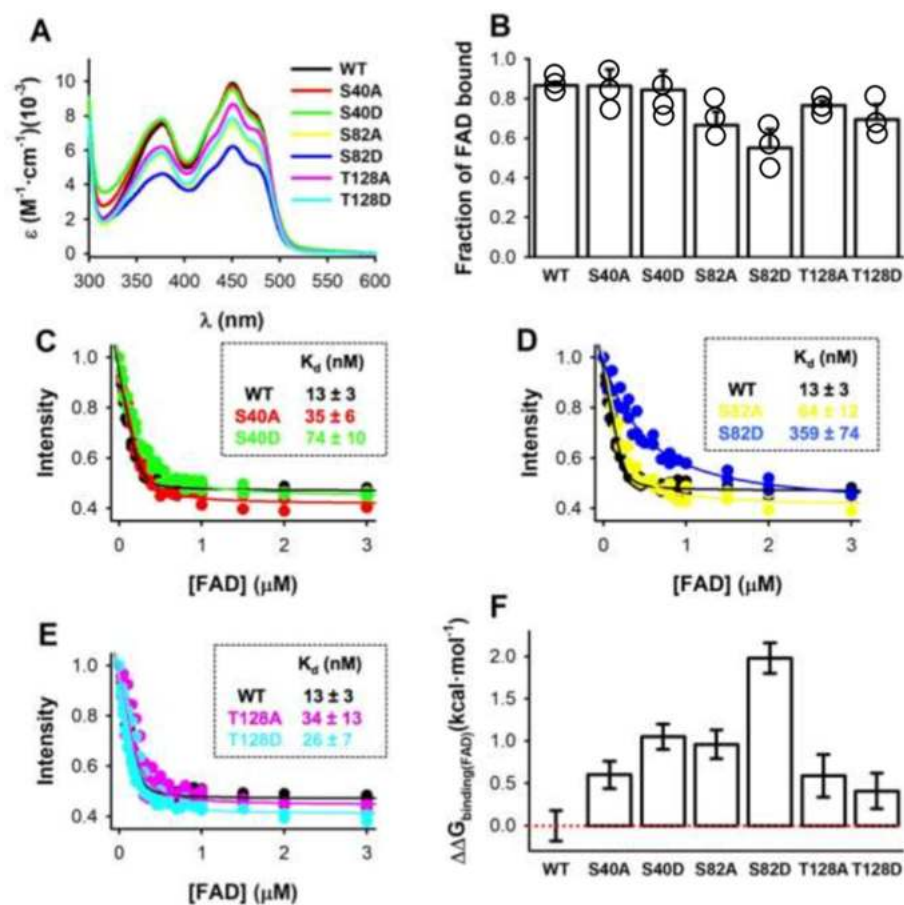 A
ε (M⁻¹·cm⁻¹)(10⁻³)
10
8
6
4
2
0
WT
S40A
S40D
S82A
S82D
T128A
T128D
300 350 400 450 500 550 600
λ (nm)
B
Fraction of FAD bound
1.0
0.8
0.6
0.4
0.2
0.0
WT S40A S40D S82A S82D T128A T128D
C
Intensity
1.0
0.8
0.6
0.4
K_d (nM)
WT 13 ± 3
S40A 35 ± 6
S40D 74 ± 10
0 1 2 3
[FAD] (μM)
D
Intensity
1.0
0.8
0.6
0.4
K_d (nM)
WT 13 ± 3
S82A 64 ± 12
S82D 359 ± 74
0 1 2 3
[FAD] (μM)
E
Intensity
1.0
0.8
0.6
0.4
K_d (nM)
WT 13 ± 3
T128A 34 ± 13
T128D 26 ± 7
0 1 2 3
[FAD] (μM)
F
ΔΔG_binding(FAD)(kcal·mol⁻¹)
2.0
1.5
1.0
0.5
0.0
WT S40A S40D S82A S82D T128A T128D